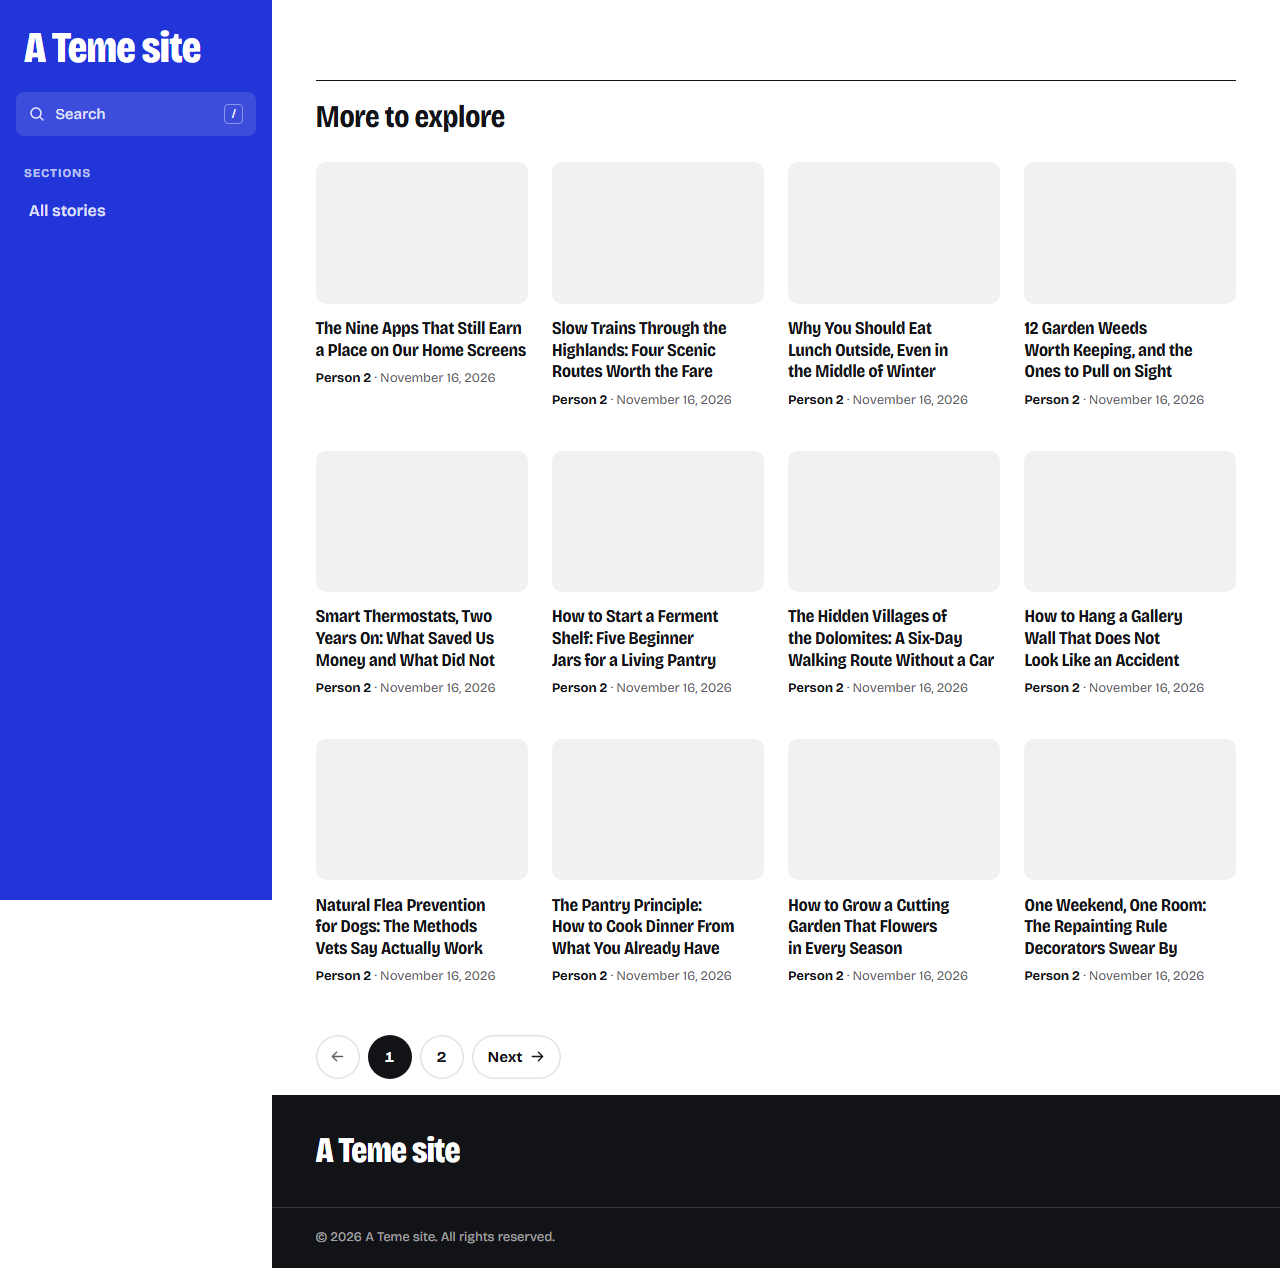 A Teme site
Search
/
SECTIONS
All stories
More to explore
The Nine Apps That Still Earn
a Place on Our Home Screens
Person 2 · November 16, 2026
Slow Trains Through the
Highlands: Four Scenic
Routes Worth the Fare
Person 2 · November 16, 2026
Why You Should Eat
Lunch Outside, Even in
the Middle of Winter
Person 2 · November 16, 2026
12 Garden Weeds
Worth Keeping, and the
Ones to Pull on Sight
Person 2 · November 16, 2026
Smart Thermostats, Two
Years On: What Saved Us
Money and What Did Not
Person 2 · November 16, 2026
How to Start a Ferment
Shelf: Five Beginner
Jars for a Living Pantry
Person 2 · November 16, 2026
The Hidden Villages of
the Dolomites: A Six-Day
Walking Route Without a Car
Person 2 · November 16, 2026
How to Hang a Gallery
Wall That Does Not
Look Like an Accident
Person 2 · November 16, 2026
Natural Flea Prevention
for Dogs: The Methods
Vets Say Actually Work
Person 2 · November 16, 2026
The Pantry Principle:
How to Cook Dinner From
What You Already Have
Person 2 · November 16, 2026
How to Grow a Cutting
Garden That Flowers
in Every Season
Person 2 · November 16, 2026
One Weekend, One Room:
The Repainting Rule
Decorators Swear By
Person 2 · November 16, 2026
← 1 2 Next →
A Teme site
© 2026 A Teme site. All rights reserved.